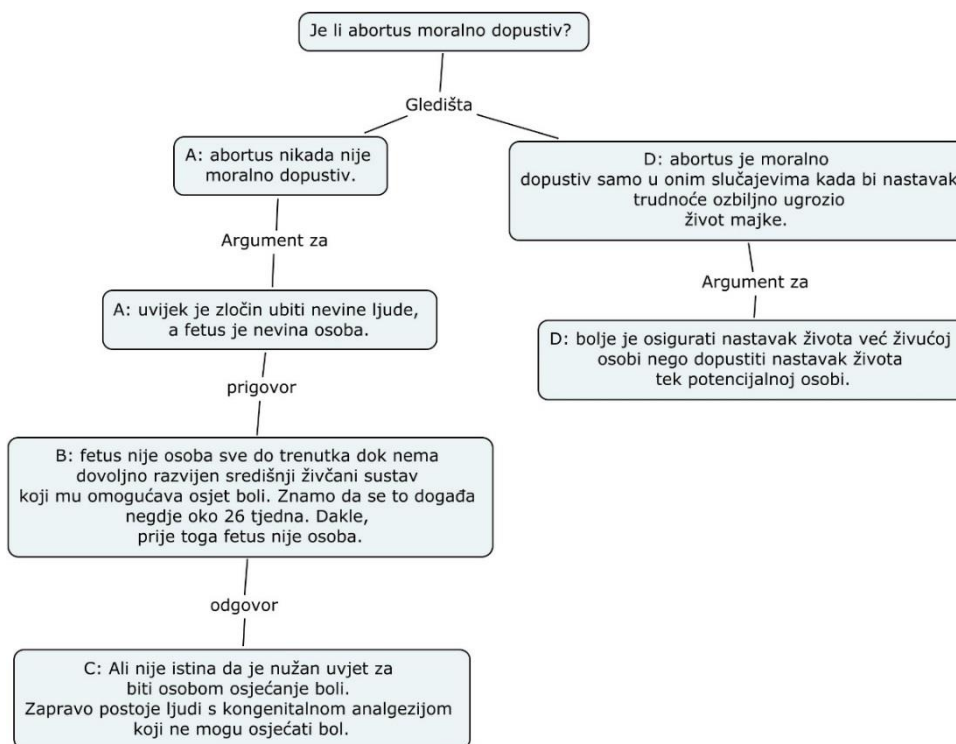 Je li abortus moralno dopustiv?
Gledišta
A: abortus nikada nije
moralno dopustiv.
Argument za
A: uvijek je zločin ubiti nevine ljude,
a fetus je nevina osoba.
prigovor
B: fetus nije osoba sve do trenutka dok nema
dovoljno razvijen središnji živčani sustav
koji mu omogućava osjet boli. Znamo da se to događa
negdje oko 26 tjedna. Dakle,
prije toga fetus nije osoba.
odgovor
C: Ali nije istina da je nužan uvjet za
biti osobom osjećanje boli.
Zapravo postoje ljudi s kongenitalnom analgezijom
koji ne mogu osjećati bol.
D: abortus je moralno
dopustiv samo u onim slučajevima kada bi nastavak
trudnoće ozbiljno ugrozio
život majke.
Argument za
D: bolje je osigurati nastavak života već živućoj
osobi nego dopustiti nastavak života
tek potencijalnoj osobi.